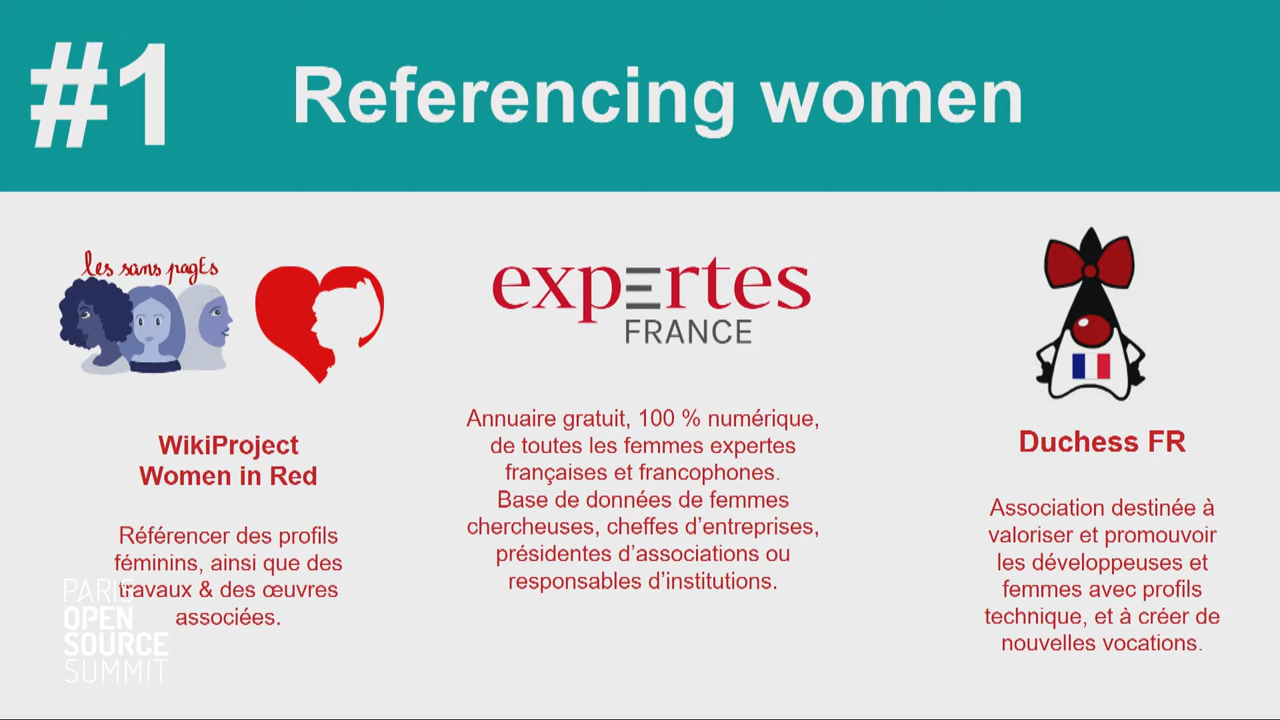 #1
Referencing women
les sans pagEs
WikiProject
Women in Red
Référencer des profils
féminins, ainsi que des
travaux & des œuvres
associées.
expertes
FRANCE
Annuaire gratuit, 100 % numérique,
de toutes les femmes expertes
françaises et francophones.
Base de données de femmes
chercheuses, cheffes d’entreprises,
présidentes d’associations ou
responsables d’institutions.
Duchess FR
Association destinée à
valoriser et promouvoir
les développeuses et
femmes avec profils
technique, et à créer de
nouvelles vocations.
PARIS
OPEN
SOURCE
SUMMIT